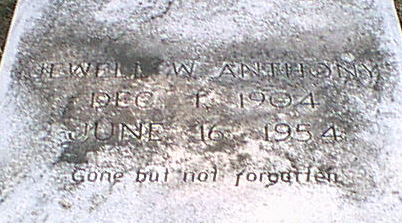 JEWELL W. ANTHONY
DEC. 1, 1904
JUNE 16, 1954
Gone but not forgotten